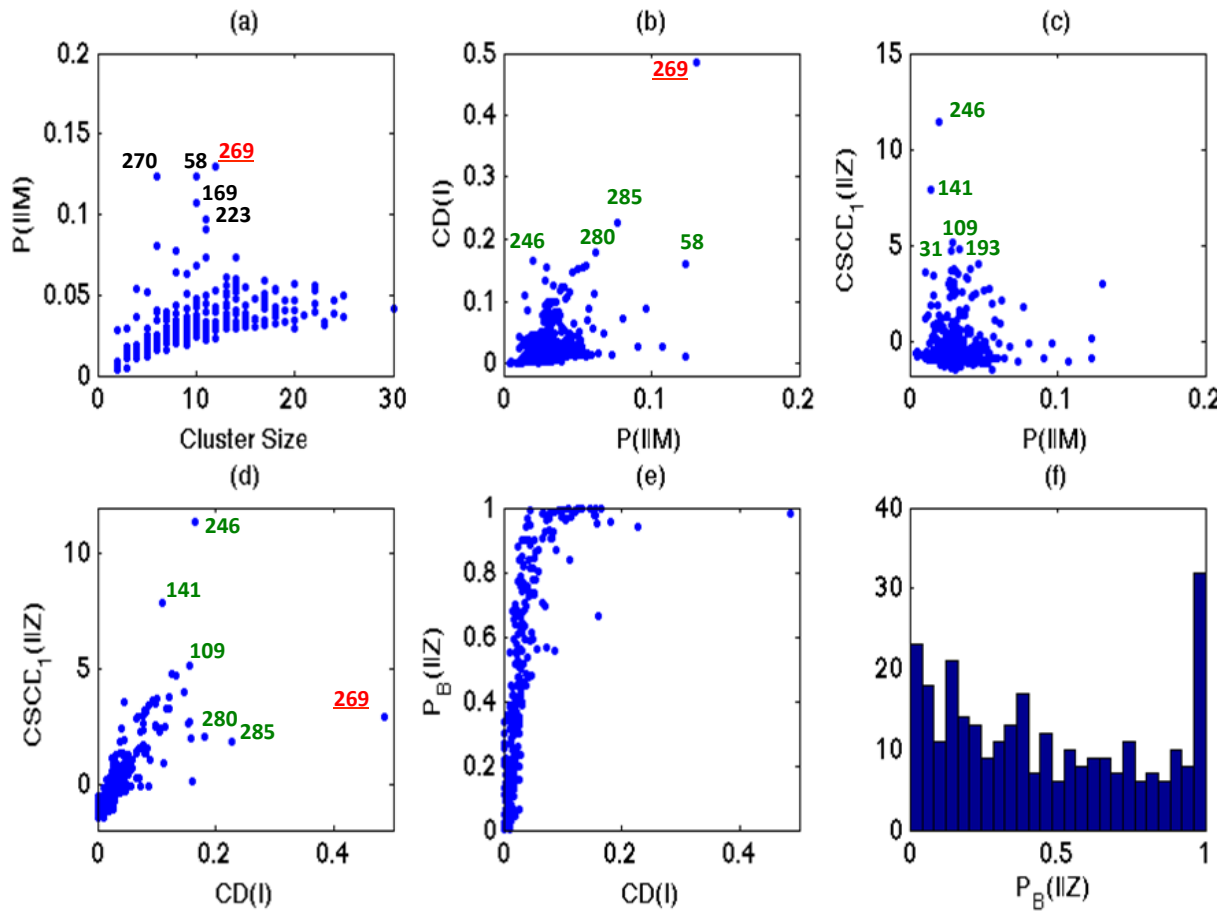 (a)
0.2
0.15
0.1
0.05
0
P(I|M)
270
58
269
169
223
0 10 20 30
Cluster Size
(b)
0.5
0.4
0.3
0.2
0.1
0
CD(I)
269
285
246
280
58
0 0.1 0.2
P(I|M)
(c)
15
10
5
0
CSCD1(I|Z)
246
141
109
31
193
0 0.1 0.2
P(I|M)
(d)
10
5
0
CSCD1(I|Z)
246
141
109
269
280
285
0 0.2 0.4
CD(I)
(e)
1
0.8
0.6
0.4
0.2
0
PB(I|Z)
0 0.2 0.4
CD(I)
(f)
40
30
20
10
0
0 0.5 1
PB(I|Z)